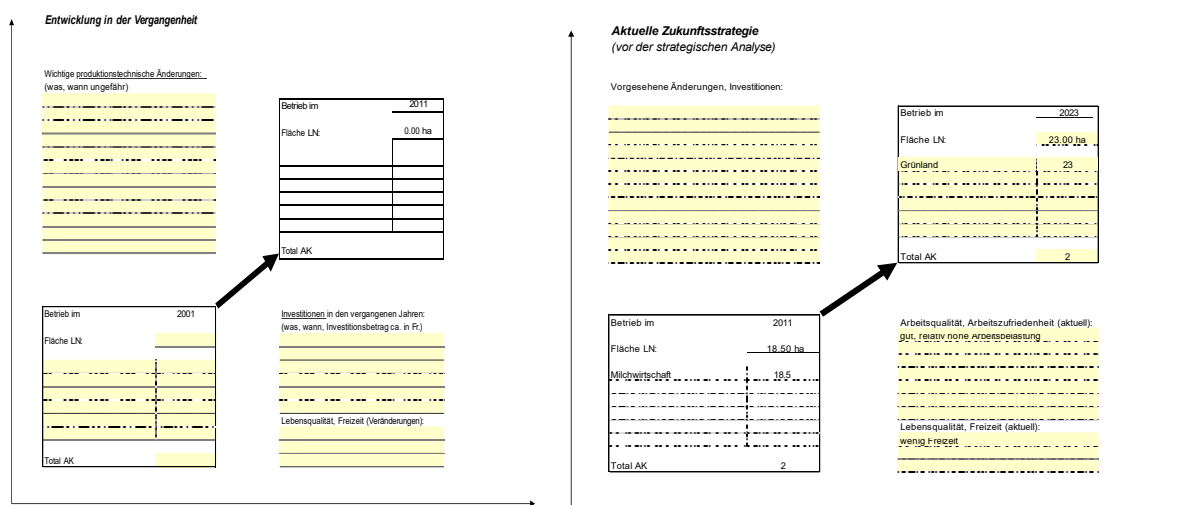 Entwicklung in der Vergangenheit
Wichtige produktionstechnische Änderungen:
(was, wann ungefähr)
Betrieb im 2011
Fläche LN: 0.00 ha
Total AK
Betrieb im 2001
Fläche LN:
Total AK
Investitionen in den vergangenen Jahren:
(was, wann, Investitionsbetrag ca. in Fr.)
Lebensqualität, Freizeit (Veränderungen):
Aktuelle Zukunftsstrategie
(vor der strategischen Analyse)
Vorgesehene Änderungen, Investitionen:
Betrieb im 2023
Fläche LN: 23.00 ha
Grünland 23
Total AK 2
Betrieb im 2011
Fläche LN: 18.50 ha
Milchwirtschaft 18.5
Total AK 2
Arbeitsqualität, Arbeitszufriedenheit (aktuell):
gut, relativ hohe Arbeitsbelastung
Lebensqualität, Freizeit (aktuell):
wenig Freizeit